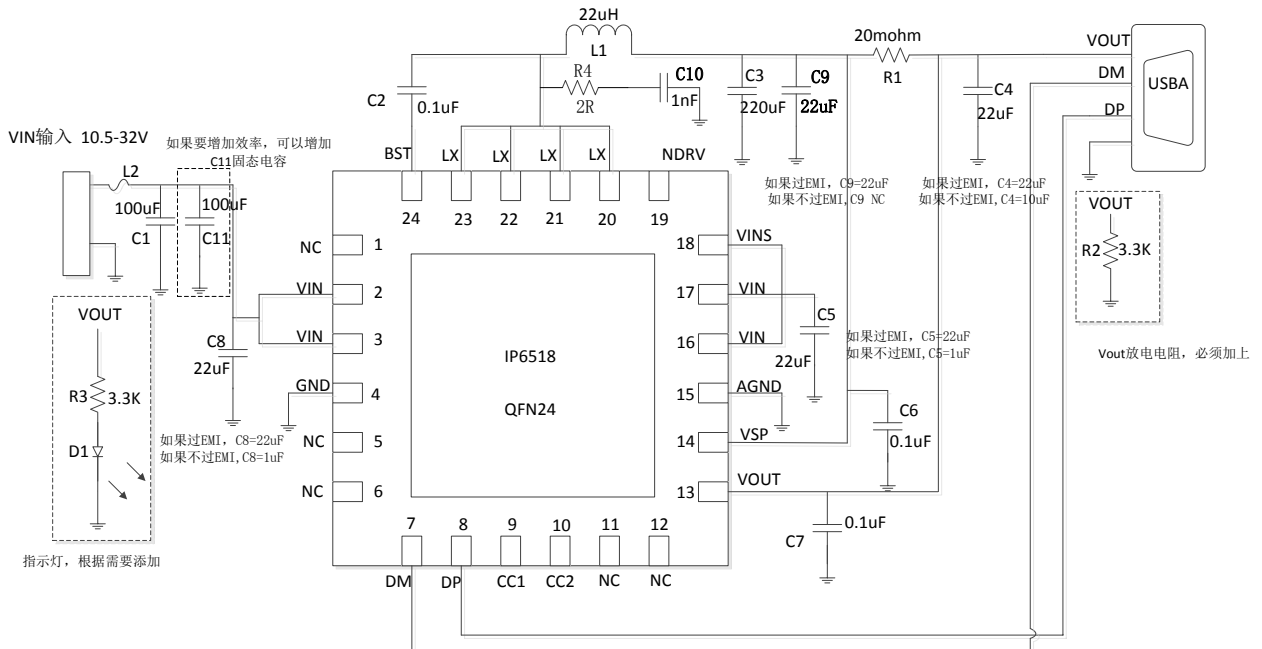 22uH
L1
20mohm
R1
VOUT
DM
DP
USBA
R4
2R
C10
1nF
C3
220uF
C9
22uF
C4
22uF
C2
0.1uF
VIN输入 10.5-32V
如果要增加效率，可以增加
C11
固态电容
L2
100uF
C1
100uF
C11
BST
LX
LX
LX
LX
NDRV
24
23
22
21
20
19
如果过EMI，C9=22uF
如果不过EMI,C9 NC
如果过EMI，C4=22uF
如果不过EMI,C4=10uF
VOUT
R2
3.3K
Vout放电电阻，必须加上
NC
1
VIN
2
VIN
3
GND
4
NC
5
NC
6
18
VINS
17
VIN
16
VIN
15
AGND
14
VSP
13
VOUT
IP6518
QFN24
C8
22uF
如果过EMI，C8=22uF
如果不过EMI,C8=1uF
C5
22uF
如果过EMI，C5=22uF
如果不过EMI,C5=1uF
C6
0.1uF
C7
0.1uF
VOUT
R3
3.3K
D1
指示灯，根据需要添加
7
8
9
10
11
12
DM
DP
CC1
CC2
NC
NC